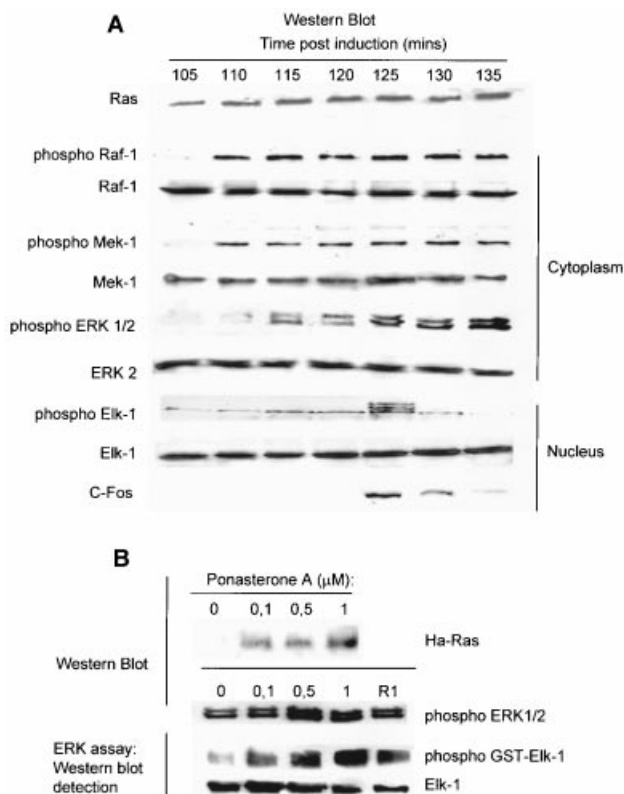 A
Western Blot
Time post induction (mins)
105 110 115 120 125 130 135
Ras
phospho Raf-1
Raf-1
phospho Mek-1
Mek-1
Cytoplasm
phospho ERK 1/2
ERK 2
phospho Elk-1
Elk-1
Nucleus
C-Fos
B
Ponasterone A (μM):
0 0,1 0,5 1
Ha-Ras
Western Blot
0 0,1 0,5 1 R1
phospho ERK1/2
ERK assay:
Western blot
detection
phospho GST-Elk-1
Elk-1